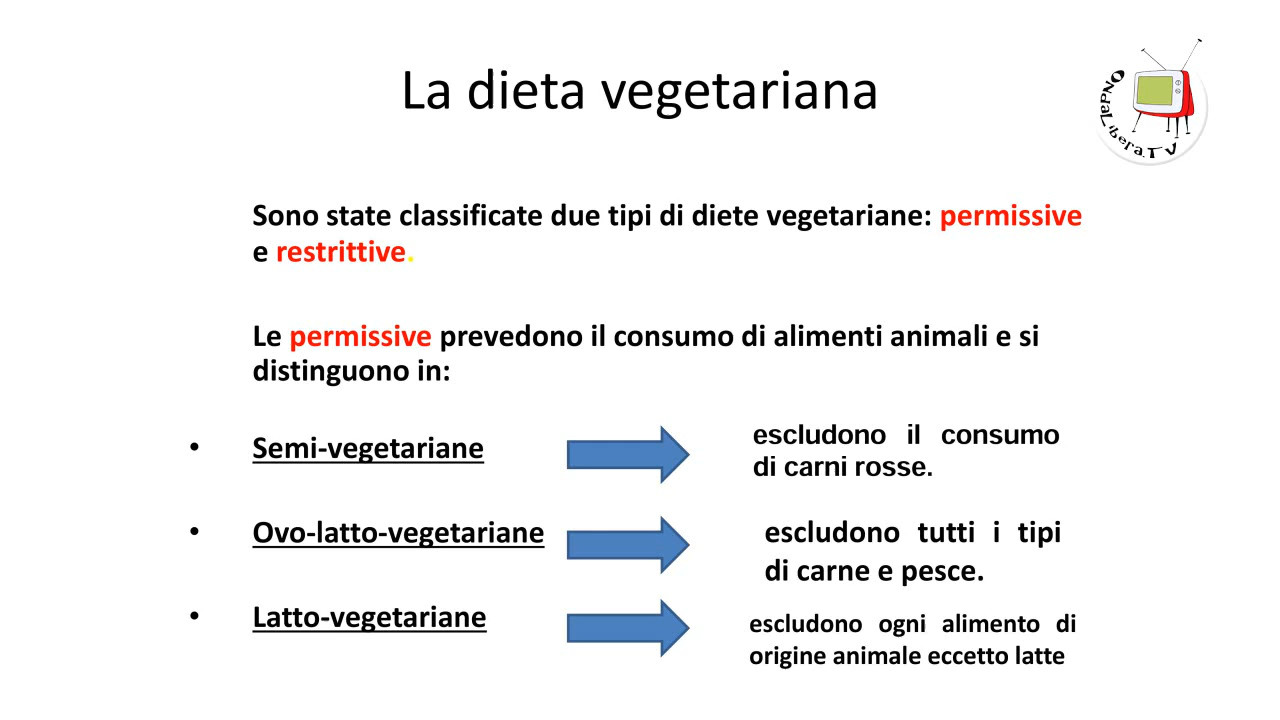 La dieta vegetariana
OndaLibera.TV
Sono state classificate due tipi di diete vegetariane: permissive
e restrittive.
Le permissive prevedono il consumo di alimenti animali e si
distinguono in:
• Semi-vegetariane
escludono il consumo
di carni rosse.
• Ovo-latto-vegetariane
escludono tutti i tipi
di carne e pesce.
• Latto-vegetariane
escludono ogni alimento di
origine animale eccetto latte